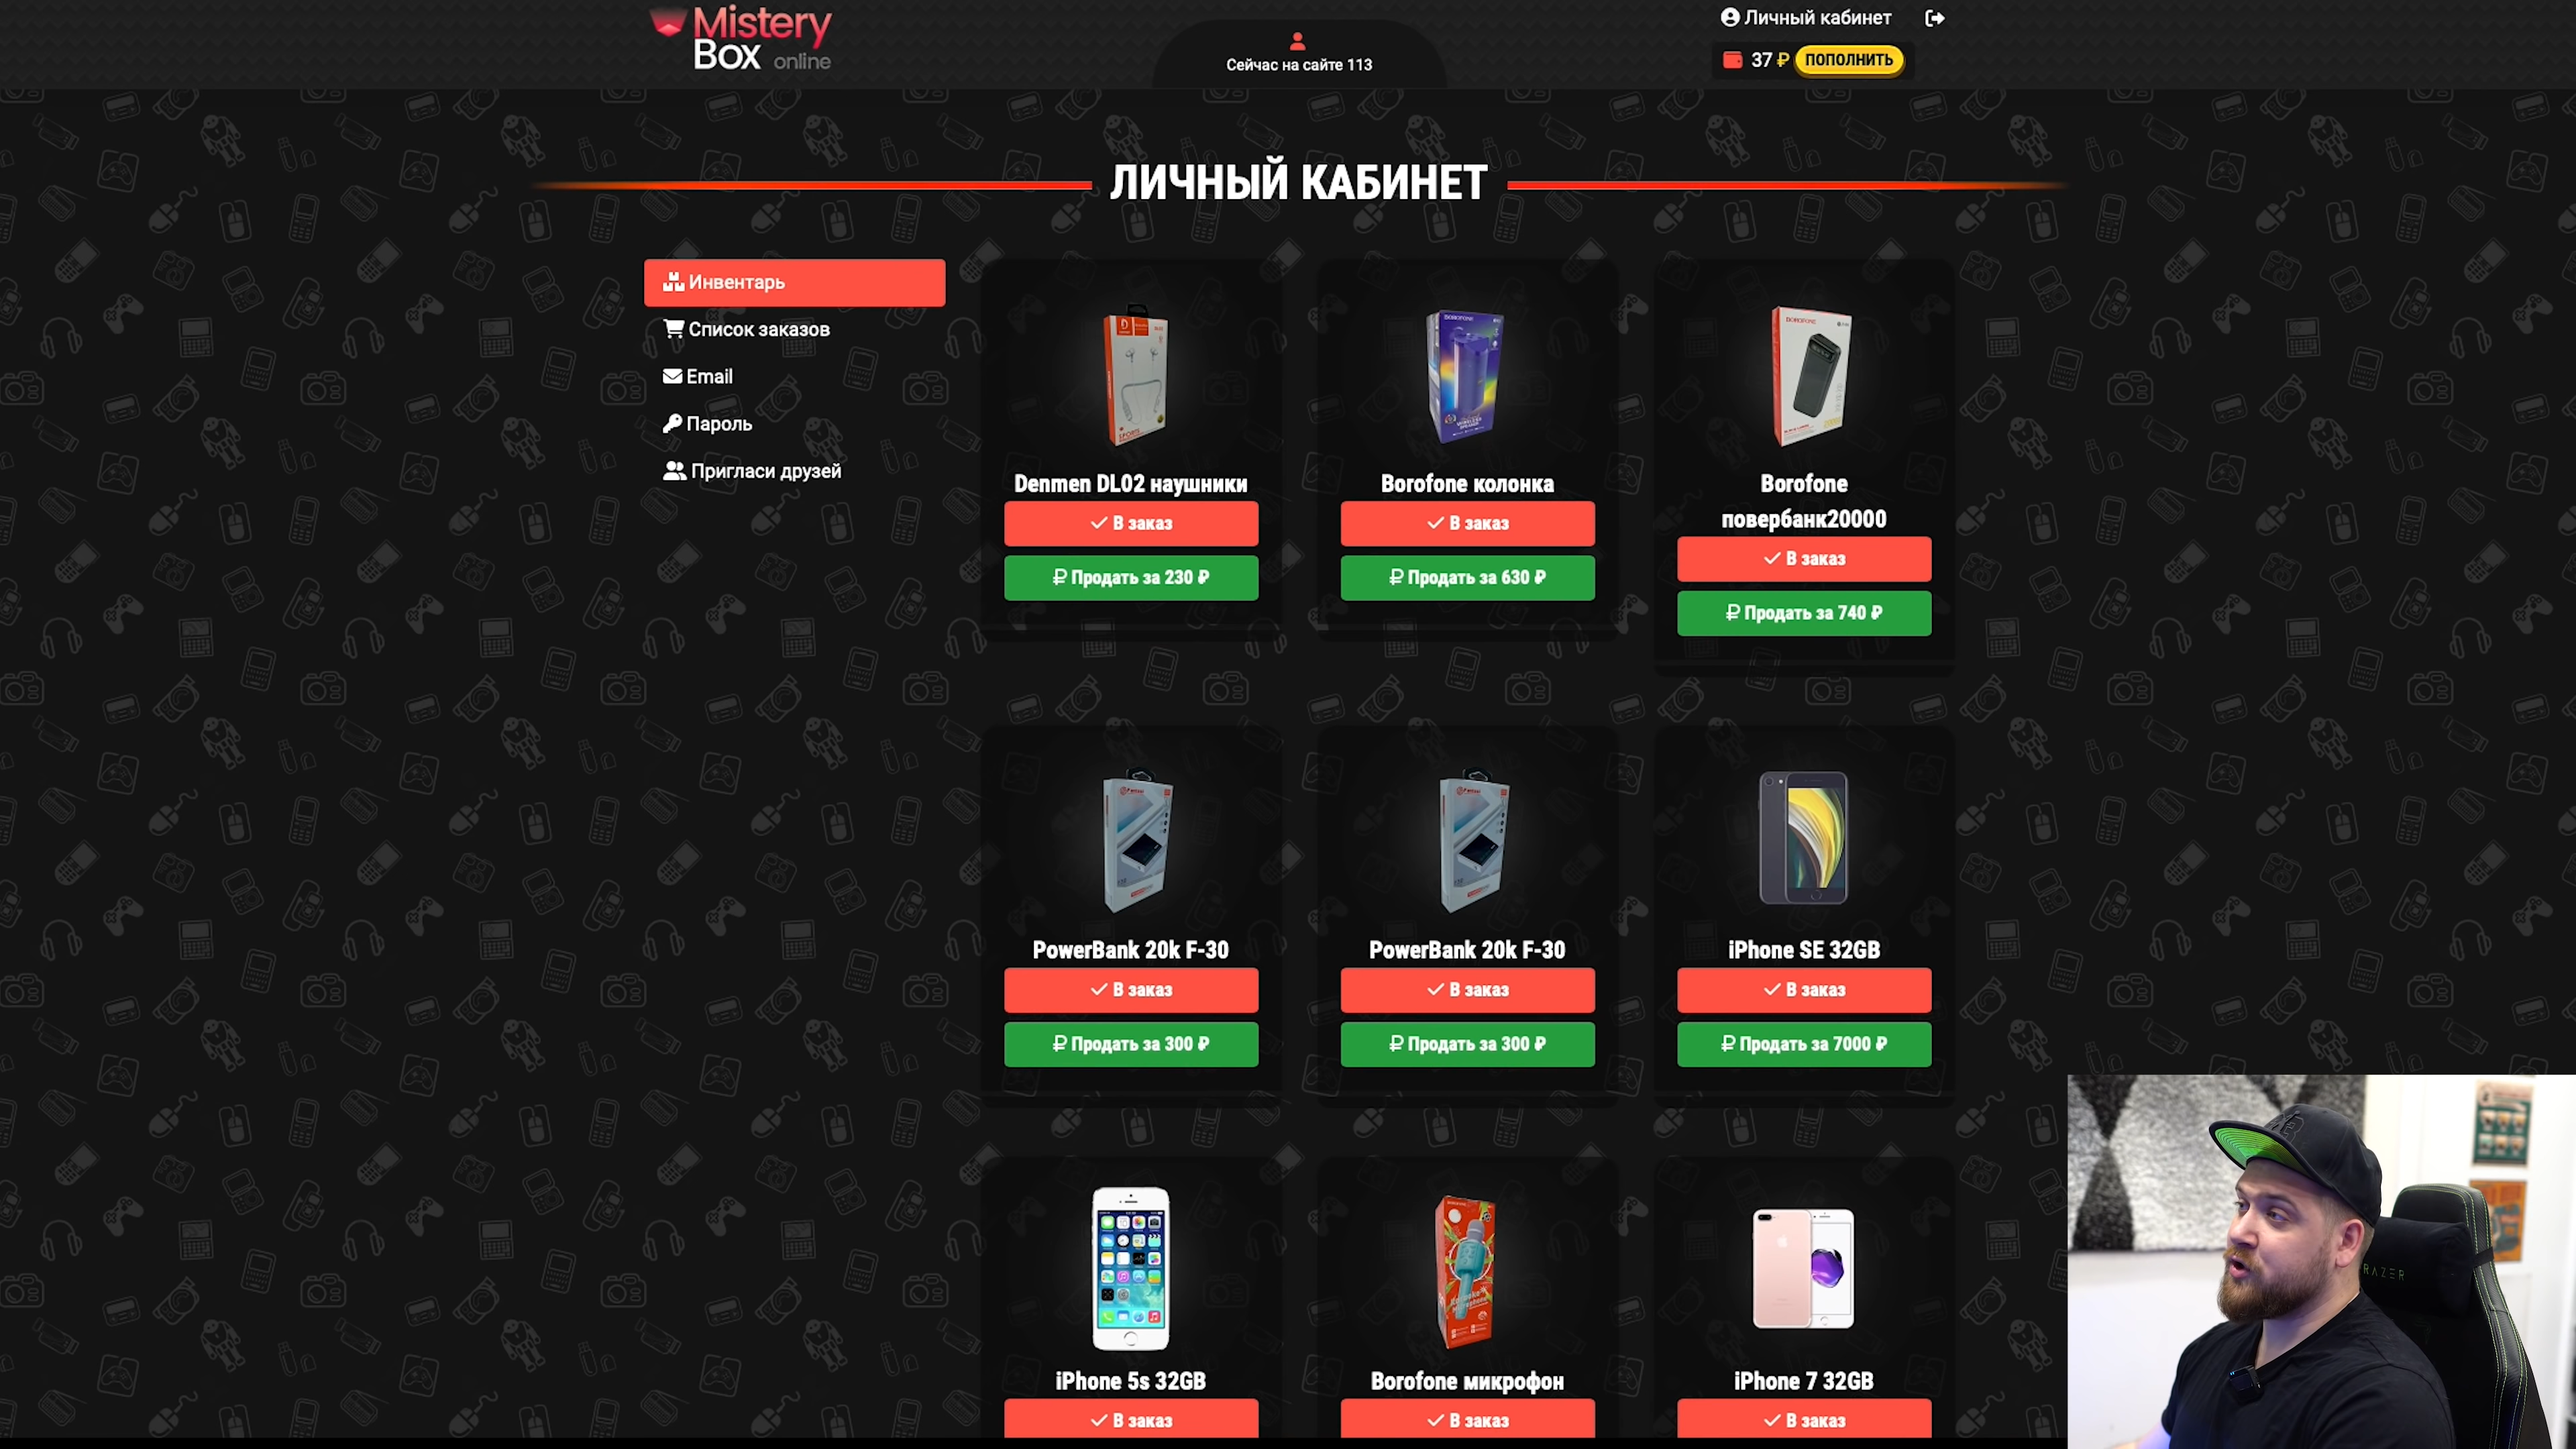 Mistery
Box online
Сейчас на сайте 113
Личный кабинет
37 ₽ ПОПОЛНИТЬ
ЛИЧНЫЙ КАБИНЕТ
Инвентарь
Список заказов
Email
Пароль
Пригласи друзей
Denmen DL02 наушники
В заказ
₽ Продать за 230 ₽
Borofone колонка
В заказ
₽ Продать за 630 ₽
BOROFONE
Borofone
повербанк20000
В заказ
₽ Продать за 740 ₽
PowerBank 20k F-30
В заказ
₽ Продать за 300 ₽
PowerBank 20k F-30
В заказ
₽ Продать за 300 ₽
iPhone SE 32GB
В заказ
₽ Продать за 7000 ₽
iPhone 5s 32GB
В заказ
Borofone микрофон
В заказ
iPhone 7 32GB
В заказ
RAZER